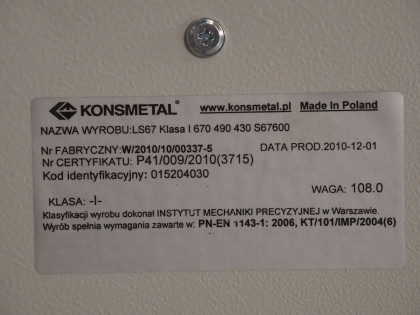 KONSMETAL® www.konsmetal.pl Made In Poland
NAZWA WYROBU:LS67 Klasa I 670 490 430 S67600
Nr FABRYCZNY:W/2010/10/00337-5 DATA PROD.2010-12-01
Nr CERTYFIKATU: P41/009/2010(3715)
Kod identyfikacyjny: 015204030
WAGA: 108.0
KLASA: -I-
Klasyfikacji wyrobu dokonał INSTYTUT MECHANIKI PRECYZYJNEJ w Warszawie.
Wyrób spełnia wymagania zawarte w: PN-EN 1143-1: 2006, KT/101/IMP/2004(6)